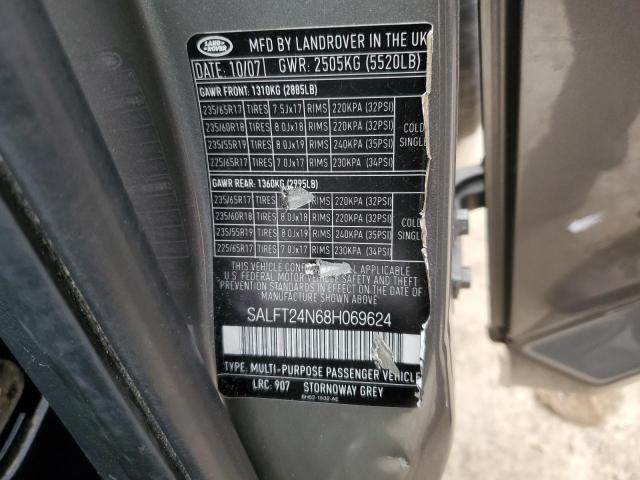 LAND ROVER
MFD BY LANDROVER IN THE UK
DATE: 10/07 GWR: 2505KG (5520LB)
GAWR FRONT: 1310KG (2885LB)
235/65R17 TIRES 7.5Jx17 RIMS 220KPA (32PSI)
235/60R18 TIRES 8.0Jx18 RIMS 220KPA (32PSI)
235/55R19 TIRES 8.0Jx19 RIMS 240KPA (35PSI)
225/65R17 TIRES 7.0Jx17 RIMS 230KPA (34PSI)
COLD
SINGLE
GAWR REAR: 1360KG (2995LB)
235/65R17 TIRES RIMS 220KPA (32PSI)
235/60R18 TIRES 8.0Jx18 RIMS 220KPA (32PSI)
235/55R19 TIRES 8.0Jx19 RIMS 240KPA (35PSI)
225/65R17 TIRES 7.0Jx17 RIMS 230KPA (34PSI)
COLD
SINGLE
THIS VEHICLE ALL APPLICABLE
U.S. FEDERAL MOTOR SAFETY AND THEFT
PREVENTION STANDARDS IN EFFECT ON THE
DATE OF MANUFACTURE SHOWN ABOVE
SALFT24N68H069624
TYPE: MULTI-PURPOSE PASSENGER VEHICLE
LRC: 907 STORNOWAY GREY